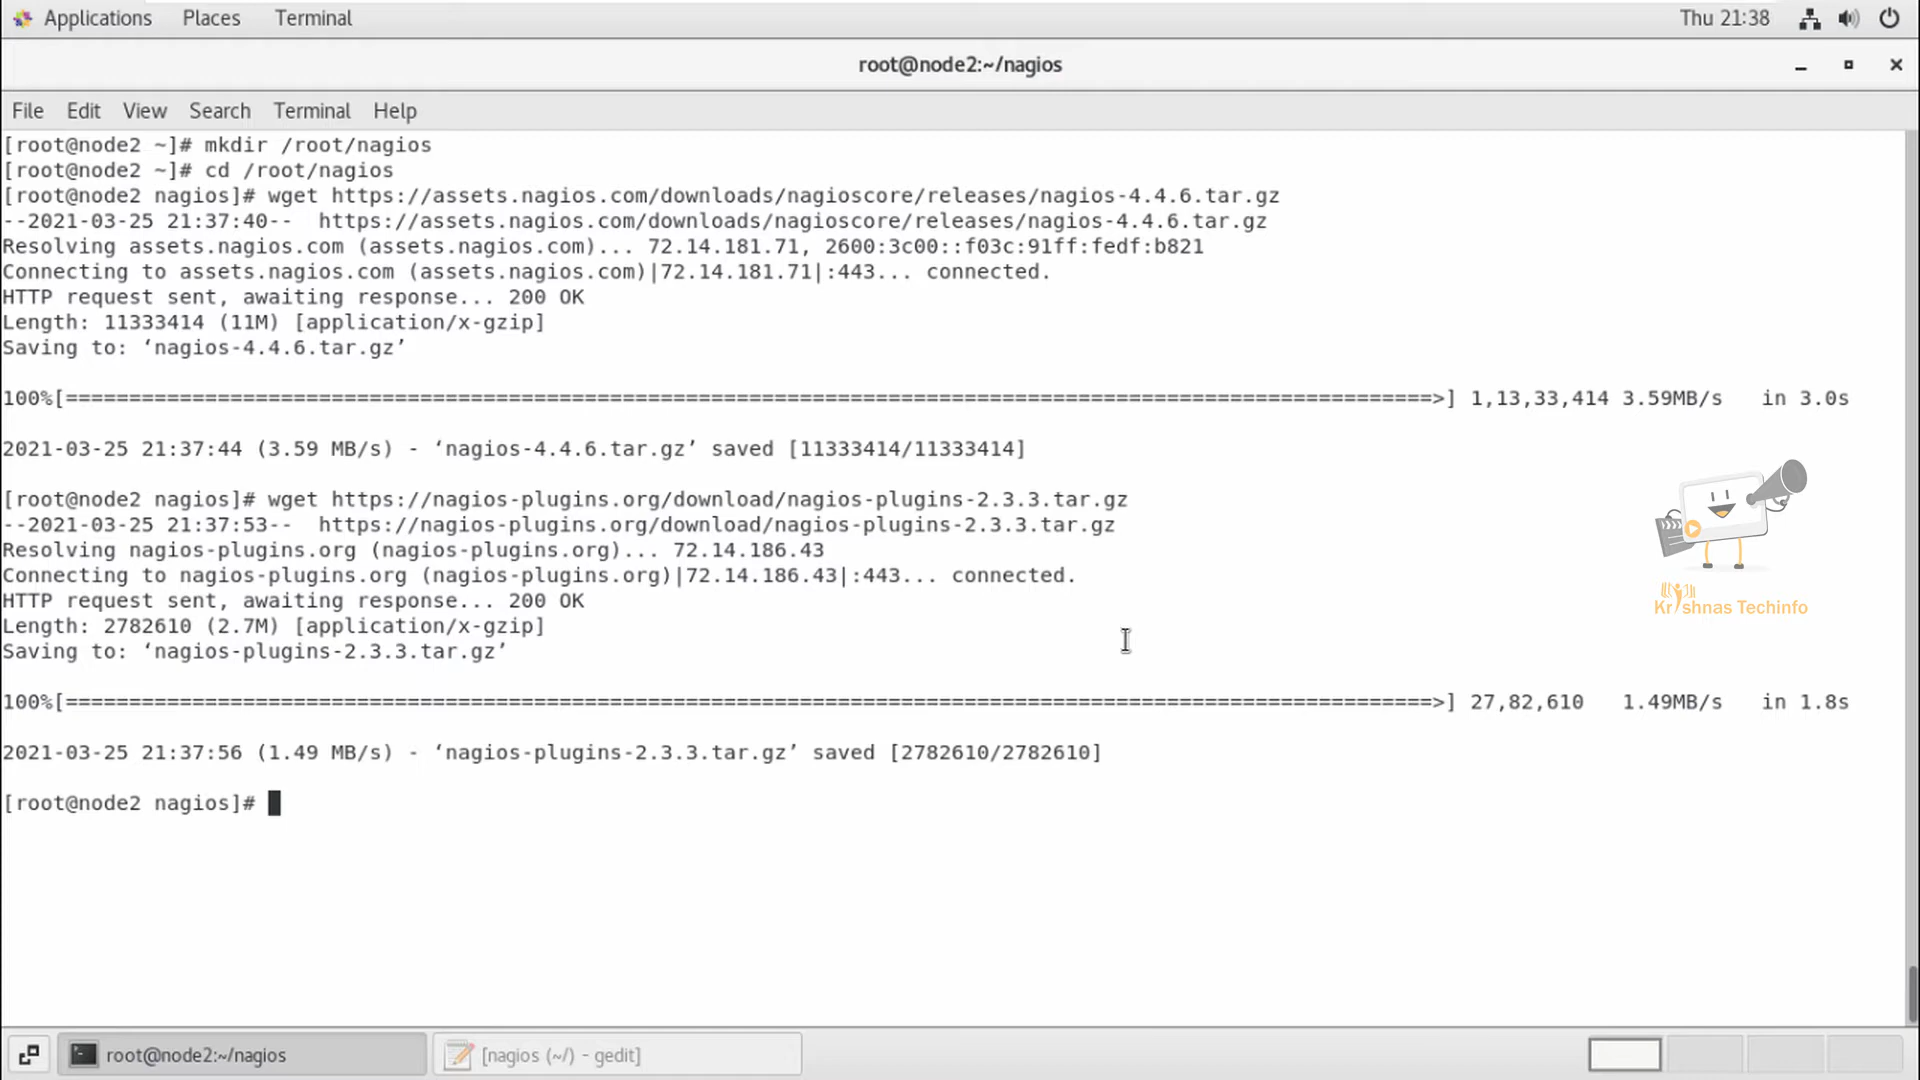 Applications Places Terminal Thu 21:38
root@node2:~/nagios
File Edit View Search Terminal Help
[root@node2 ~]# mkdir /root/nagios
[root@node2 ~]# cd /root/nagios
[root@node2 nagios]# wget https://assets.nagios.com/downloads/nagioscore/releases/nagios-4.4.6.tar.gz
--2021-03-25 21:37:40--  https://assets.nagios.com/downloads/nagioscore/releases/nagios-4.4.6.tar.gz
Resolving assets.nagios.com (assets.nagios.com)... 72.14.181.71, 2600:3c00::f03c:91ff:fedf:b821
Connecting to assets.nagios.com (assets.nagios.com)|72.14.181.71|:443... connected.
HTTP request sent, awaiting response... 200 OK
Length: 11333414 (11M) [application/x-gzip]
Saving to: ‘nagios-4.4.6.tar.gz’
100%[============================================================================================================>] 1,13,33,414 3.59MB/s   in 3.0s
2021-03-25 21:37:44 (3.59 MB/s) - ‘nagios-4.4.6.tar.gz’ saved [11333414/11333414]
[root@node2 nagios]# wget https://nagios-plugins.org/download/nagios-plugins-2.3.3.tar.gz
--2021-03-25 21:37:53--  https://nagios-plugins.org/download/nagios-plugins-2.3.3.tar.gz
Resolving nagios-plugins.org (nagios-plugins.org)... 72.14.186.43
Connecting to nagios-plugins.org (nagios-plugins.org)|72.14.186.43|:443... connected.
HTTP request sent, awaiting response... 200 OK
Length: 2782610 (2.7M) [application/x-gzip]
Saving to: ‘nagios-plugins-2.3.3.tar.gz’
100%[============================================================================================================>] 27,82,610   1.49MB/s   in 1.8s
2021-03-25 21:37:56 (1.49 MB/s) - ‘nagios-plugins-2.3.3.tar.gz’ saved [2782610/2782610]
[root@node2 nagios]#
Krishnas Techinfo
root@node2:~/nagios [nagios (~/) - gedit]